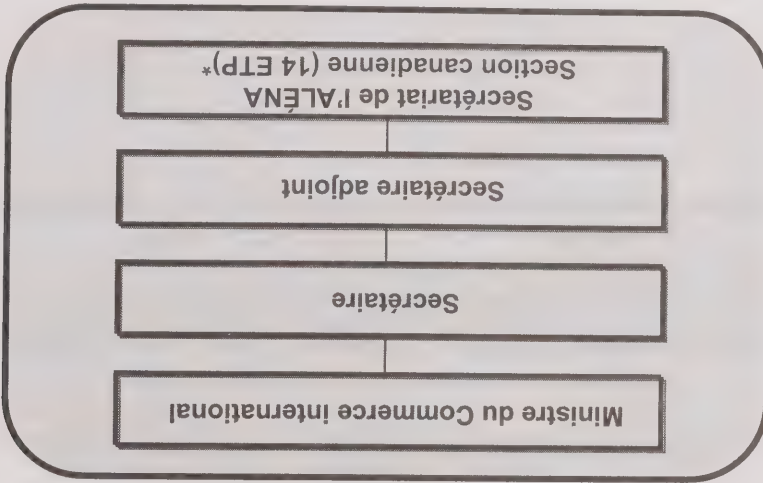 Ministre du Commerce international
Secrétaire
Secrétaire adjoint
Secrétariat de l'ALÉNA
Section canadienne (14 ETP)*